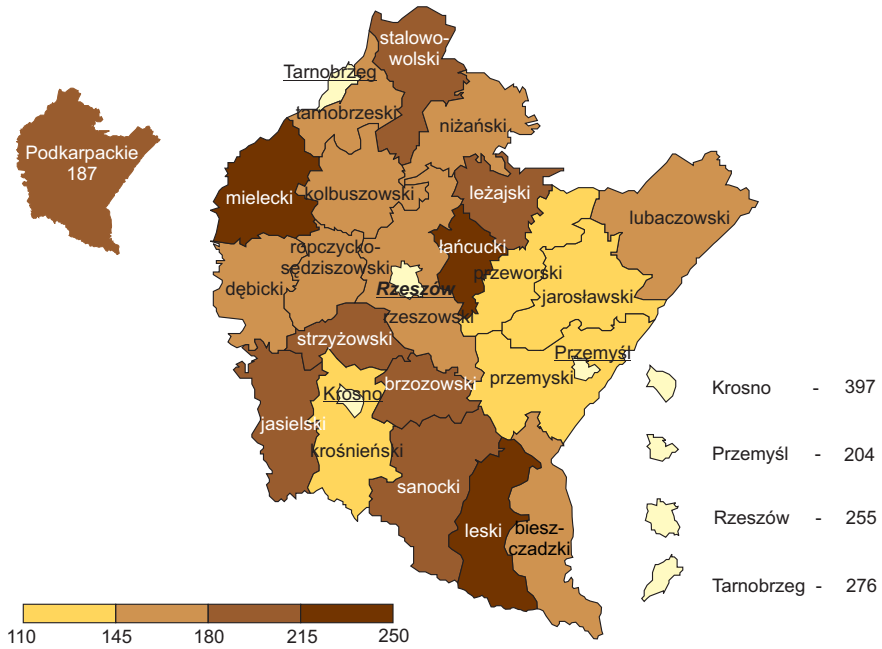 stalowo-
wolski
Tarnobrzeg
tarnobrzeski
niżański
Podkarpackie
187
mielecki
kolbuszowski
leżajski
lubaczowski
łańcucki
ropczycko-
sędziszowski
przeworski
dębicki
Rzeszów
jarosławski
rzeszowski
strzyżowski
Przemyśl
przemyski
brzozowski
Krosno
jasielski
krośnieński
sanocki
leski
biesz-
czadzki
Krosno - 397
Przemyśl - 204
Rzeszów - 255
Tarnobrzeg - 276
110 145 180 215 250